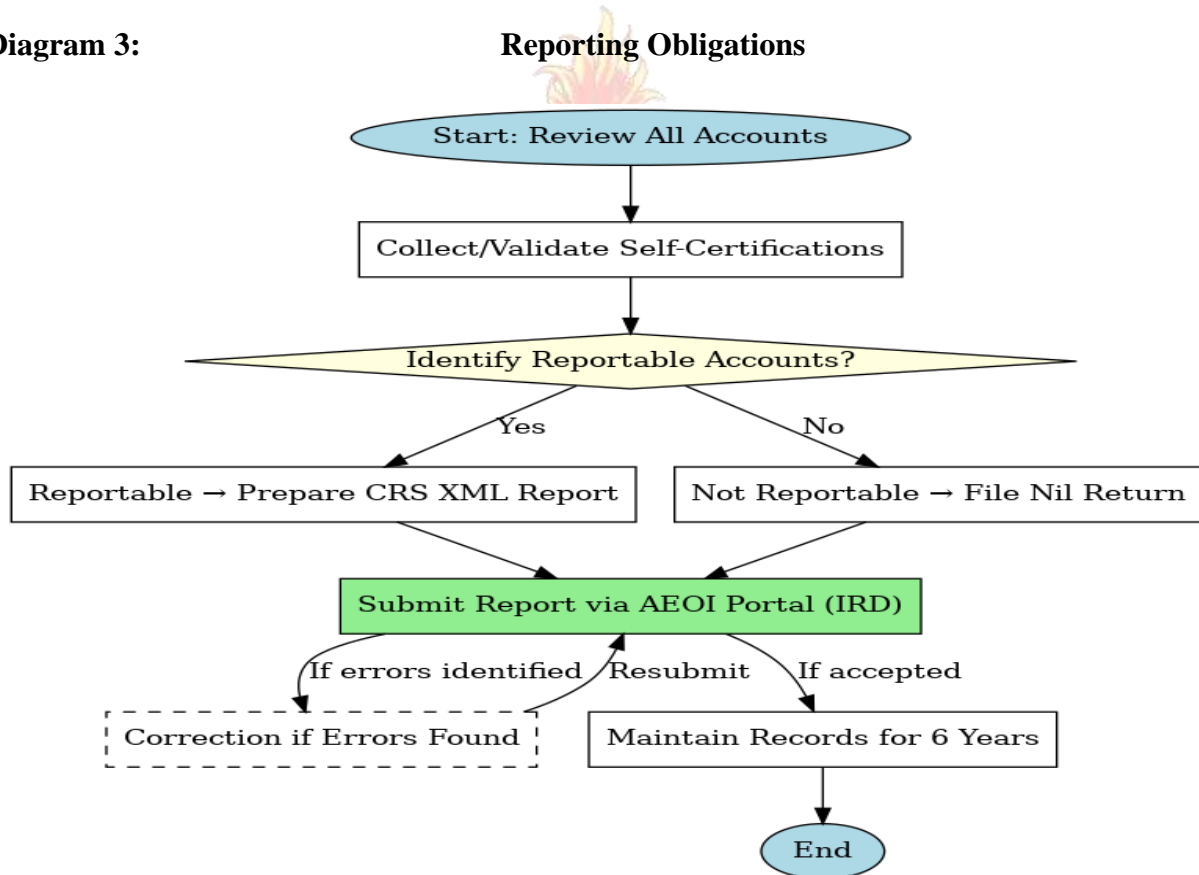 Diagram 3: Reporting Obligations
Start: Review All Accounts
Collect/Validate Self-Certifications
Identify Reportable Accounts?
Yes No
Reportable → Prepare CRS XML Report
Not Reportable → File Nil Return
Submit Report via AEOI Portal (IRD)
If errors identified
Resubmit
If accepted
Correction if Errors Found
Maintain Records for 6 Years
End